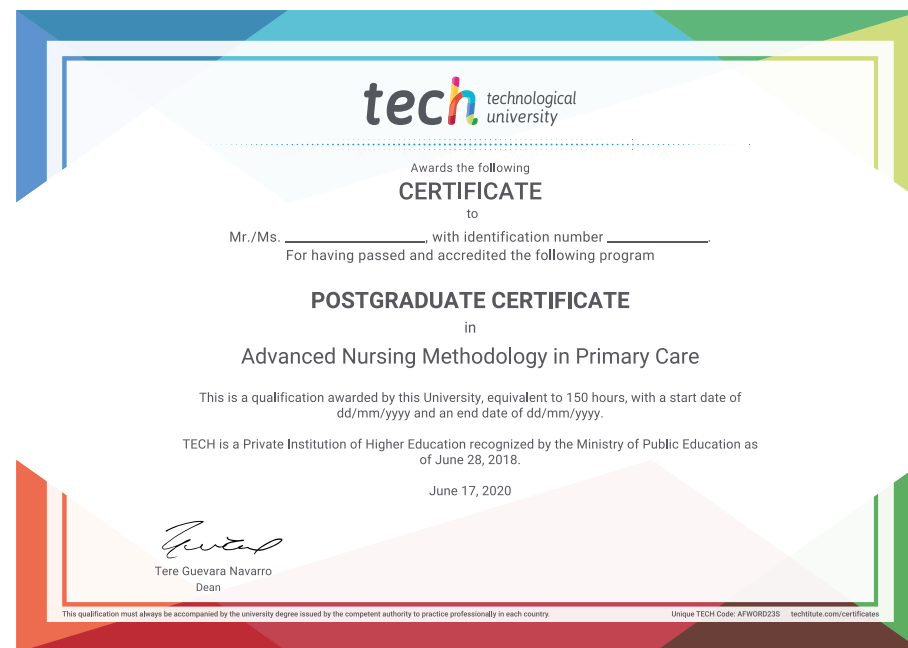 tech technological
university
Awards the following
CERTIFICATE
to
Mr./Ms. ____________, with identification number ____________.
For having passed and accredited the following program
POSTGRADUATE CERTIFICATE
in
Advanced Nursing Methodology in Primary Care
This is a qualification awarded by this University, equivalent to 150 hours, with a start date of
dd/mm/yyyy and an end date of dd/mm/yyyy.
TECH is a Private Institution of Higher Education recognized by the Ministry of Public Education as
of June 28, 2018.
June 17, 2020
Tere Guevara Navarro
Dean
This qualification must always be accompanied by the university degree issued by the competent authority to practice professionally in each country. Unique TECH Code: AFWORD23S techtitute.com/certificates